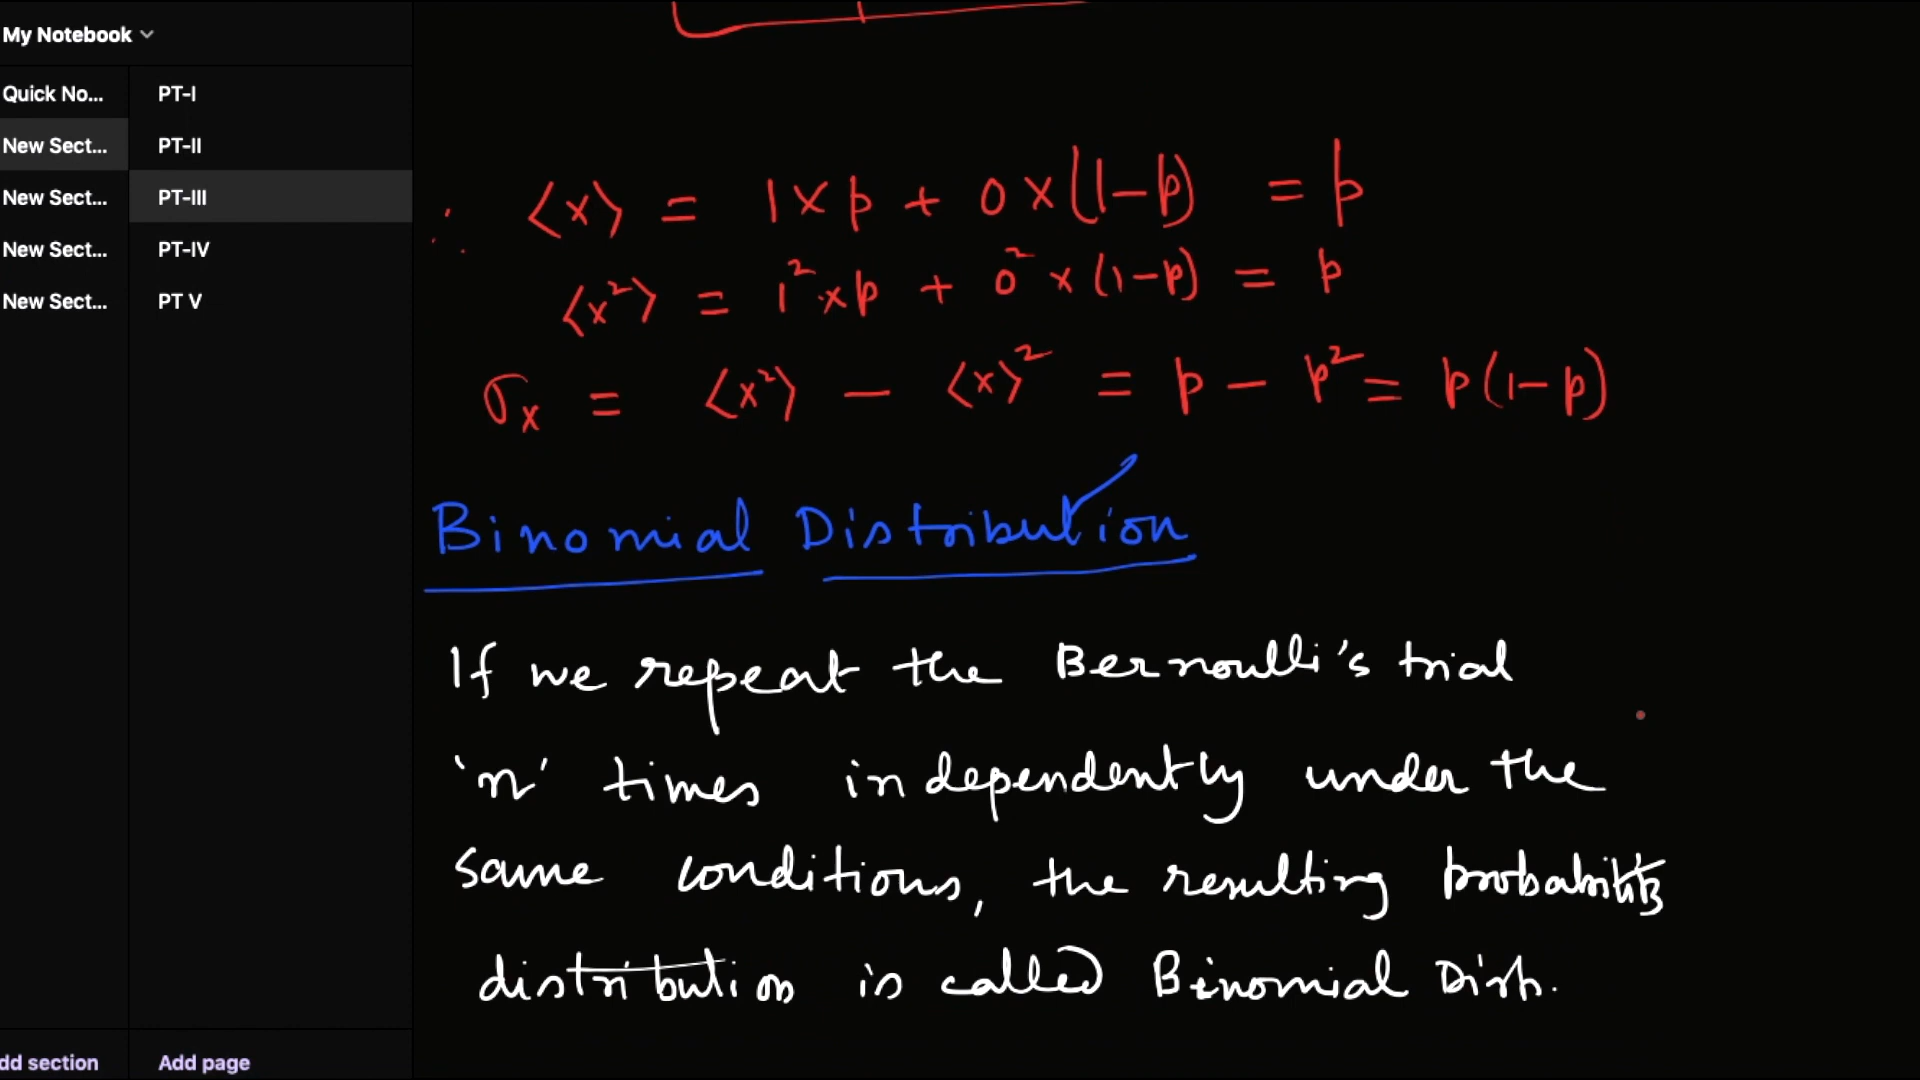 My Notebook
Quick No...
New Sect...
New Sect...
New Sect...
New Sect...
PT-I
PT-II
PT-III
PT-IV
PT V
∴ ⟨x⟩ = 1 × p + 0 × (1-p) = p
⟨x²⟩ = 1² × p + 0² × (1-p) = p
σₓ = ⟨x²⟩ - ⟨x⟩² = p - p² = p(1-p)
Binomial Distribution
If we repeat the Bernoulli's trial
'n' times independently under the
same conditions, the resulting probability
distribution is called Binomial Distn.
dd section
Add page